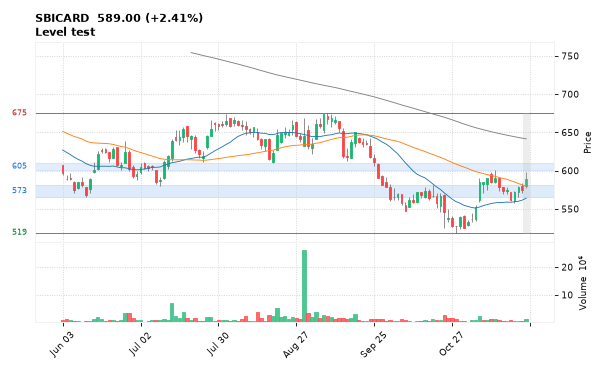 SBICARD 589.00 (+2.41%)
Level test
750
700
675
650
605
600
573
550
519
Price
20
10
Volume 10⁶
Jun 03
Jul 02
Jul 30
Aug 27
Sep 25
Oct 27